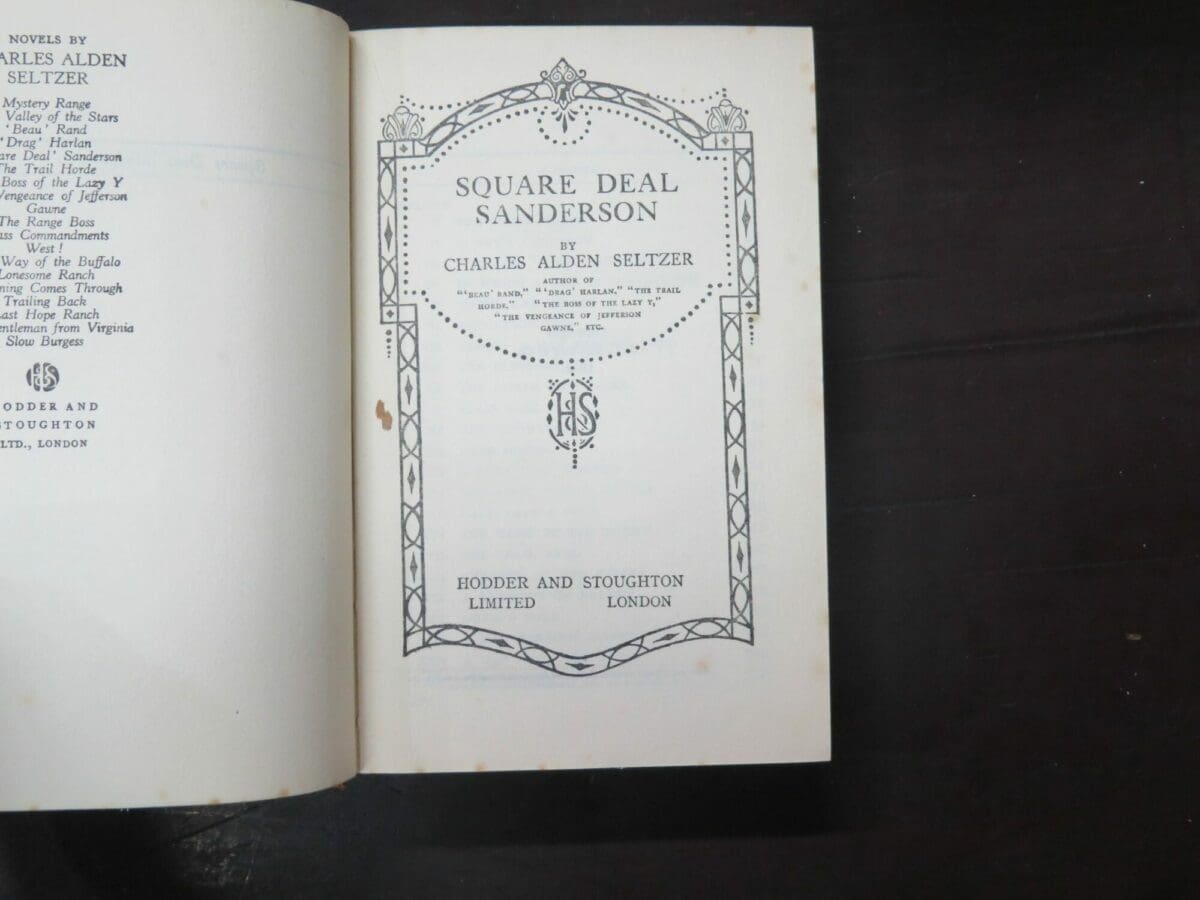 NOVELS BY
ARLES ALDEN
SELTZER
Mystery Range
Valley of the Stars
'Beau' Rand
'Drag' Harlan
are Deal' Sanderson
The Trail Horde
Boss of the Lazy Y
Vengeance of Jefferson
Gawne
The Range Boss
ass Commandments
West!
Way of the Buffalo
Lonesome Ranch
ning Comes Through
Trailing Back
Last Hope Ranch
entleman from Virginia
Slow Burgess
HS
HODDER AND
STOUGHTON
LTD., LONDON
SQUARE DEAL
SANDERSON
BY
CHARLES ALDEN SELTZER
AUTHOR OF
"'BEAU' RAND," "'DRAG' HARLAN," "THE TRAIL
HORDE," "THE BOSS OF THE LAZY Y,"
"THE VENGEANCE OF JEFFERSON
GAWNE," ETC.
HS
HODDER AND STOUGHTON
LIMITED LONDON